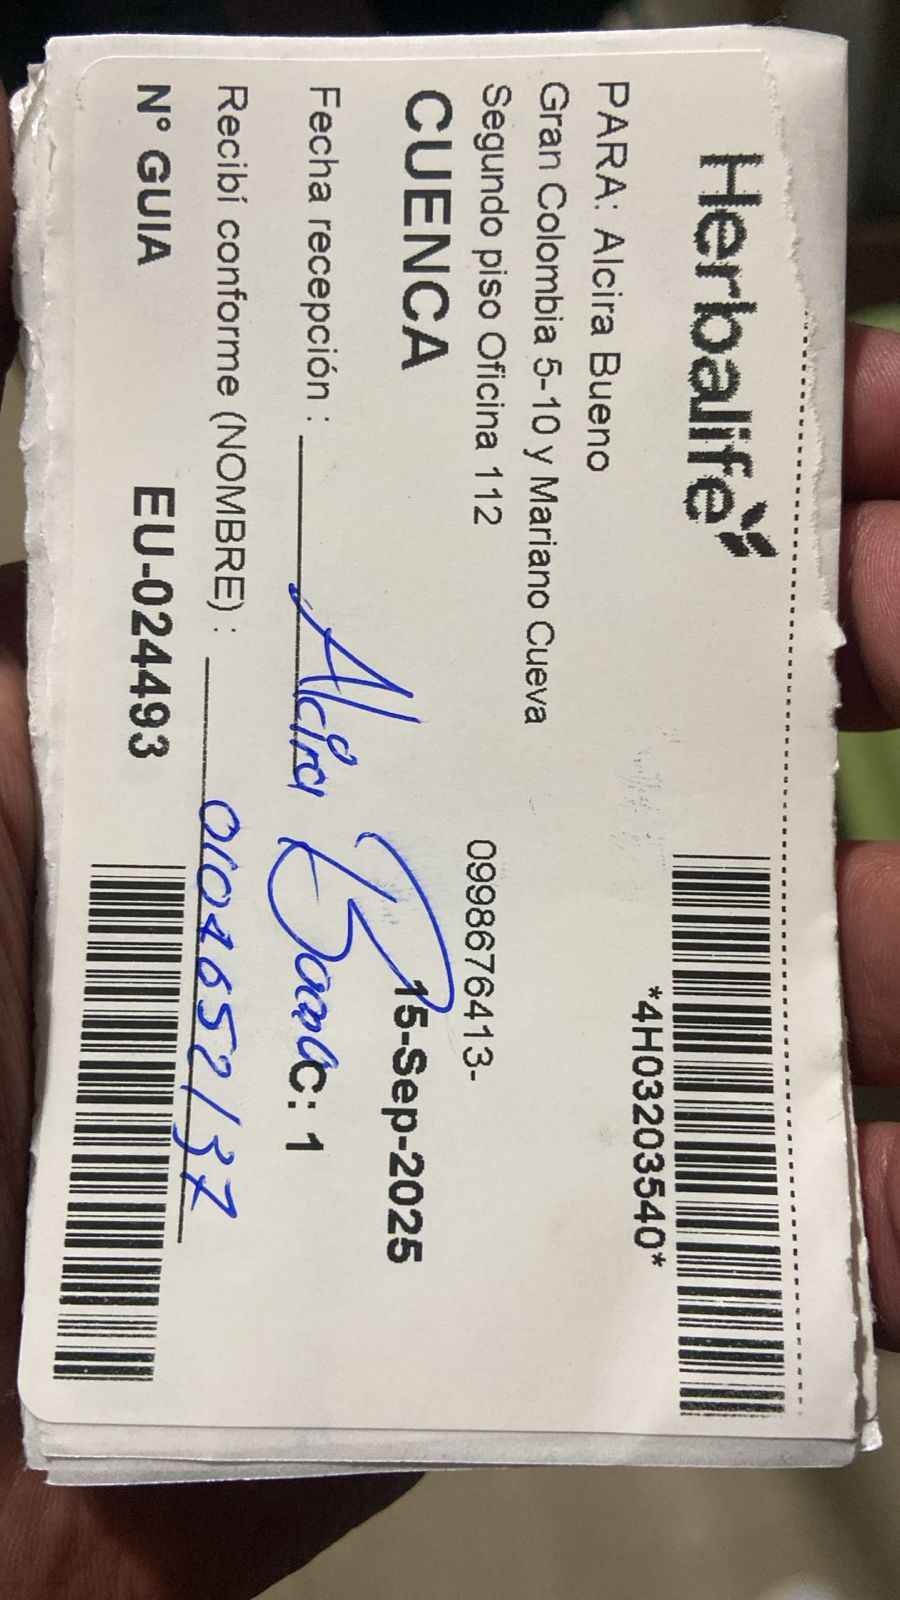 Herbalife
*4H03203540*
PARA: Alcira Bueno
Gran Colombia 5-10 y Mariano Cueva
Segundo piso Oficina 112 0998676413-
CUENCA 15-Sep-2025
Fecha recepción : Alcira Bueno C: 1
Recibí conforme (NOMBRE) : 0104652137
N° GUIA EU-024493